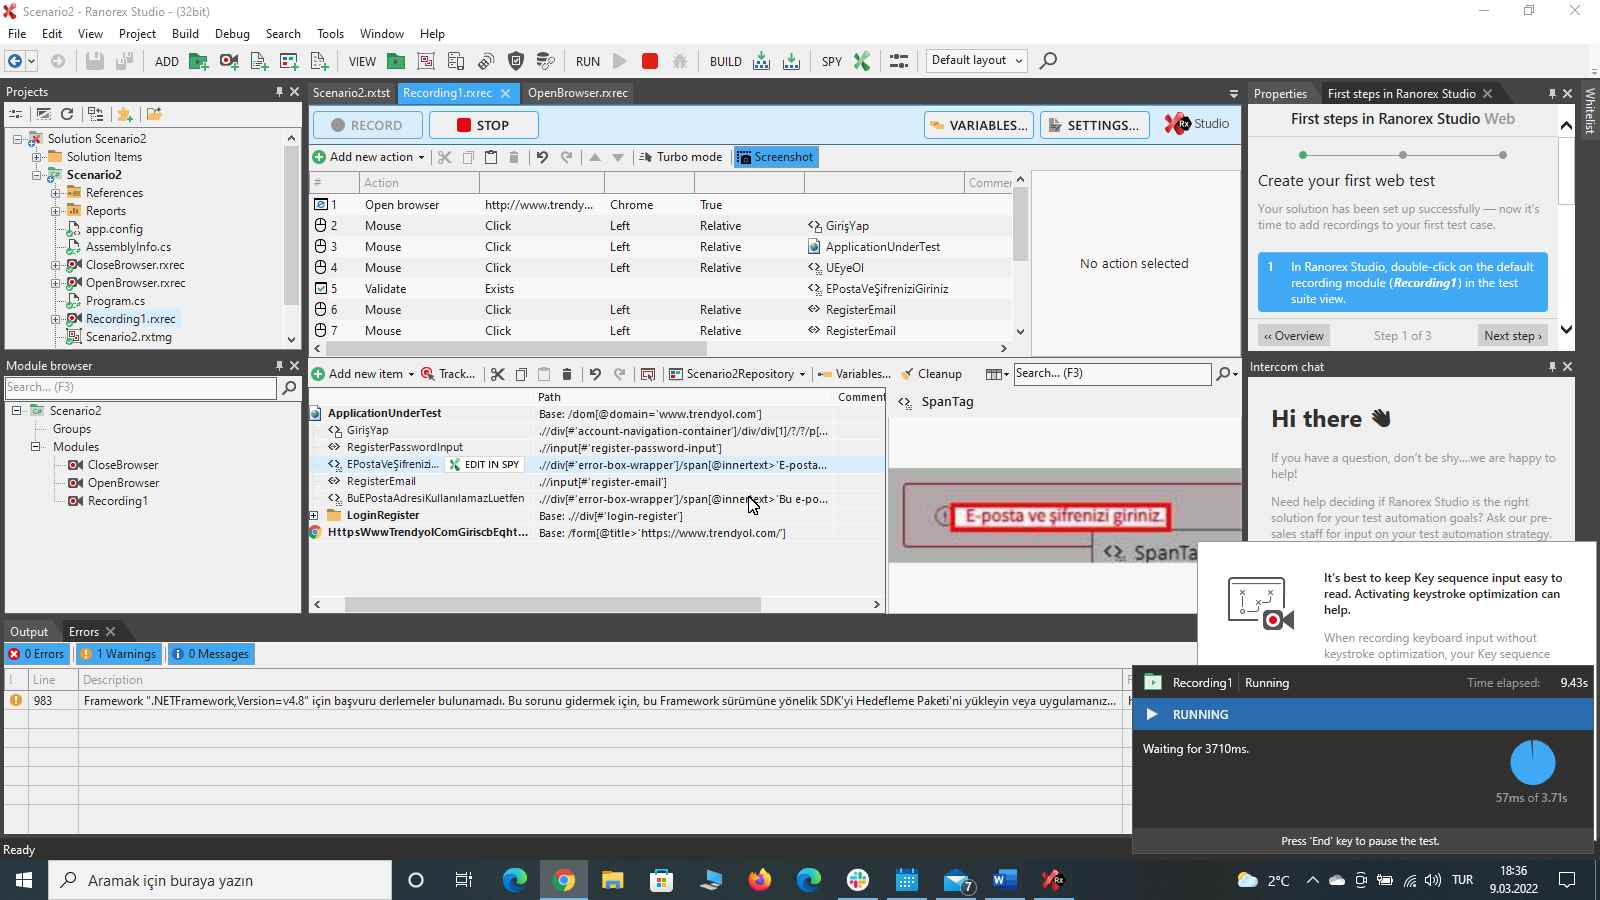 Scenario2 - Ranorex Studio - (32bit)
File Edit View Project Build Debug Search Tools Window Help
ADD VIEW RUN BUILD SPY Default layout
Projects
Solution Scenario2
Solution Items
Scenario2
References
Reports
app.config
AssemblyInfo.cs
CloseBrowser.rxrec
OpenBrowser.rxrec
Program.cs
Recording1.rxrec
Scenario2.rxtmg
Module browser
Search... (F3)
Scenario2
Groups
Modules
CloseBrowser
OpenBrowser
Recording1
Scenario2.rxtst Recording1.rxrec OpenBrowser.rxrec
RECORD STOP VARIABLES... SETTINGS... Rx Studio
Add new action Turbo mode Screenshot
# Action Commer
1 Open browser http://www.trendy... Chrome True
2 Mouse Click Left Relative GirişYap
3 Mouse Click Left Relative ApplicationUnderTest
4 Mouse Click Left Relative UEyeOl
5 Validate Exists EPostaVeŞifreniziGiriniz
6 Mouse Click Left Relative RegisterEmail
7 Mouse Click Left Relative RegisterEmail
No action selected
Add new item Track... Scenario2Repository Variables... Cleanup Search... (F3)
Path Comment
ApplicationUnderTest Base: /dom[@domain='www.trendyol.com']
GirişYap .//div[#'account-navigation-container']/div/div[1]/?/?/p[...
RegisterPasswordInput .//input[#'register-password-input']
EPostaVeŞifrenizi... EDIT IN SPY .//div[#'error-box-wrapper']/span[@innertext>'E-posta...
RegisterEmail .//input[#'register-email']
BuEPostaAdresiKullanılamazLuetfen .//div[#'error-box-wrapper']/span[@innertext>'Bu e-po...
LoginRegister Base: .//div[#'login-register']
HttpsWwwTrendyolComGiriscbEqht... Base: /form[@title>'https://www.trendyol.com/']
SpanTag
E-posta ve şifrenizi giriniz.
SpanTa
Properties First steps in Ranorex Studio
Whitelist
First steps in Ranorex Studio Web
Create your first web test
Your solution has been set up successfully — now it's
time to add recordings to your first test case.
1 In Ranorex Studio, double-click on the default
recording module (Recording1) in the test
suite view.
‹‹ Overview Step 1 of 3 Next step ›
Intercom chat
Hi there
If you have a question, don't be shy....we are happy to
help!
Need help deciding if Ranorex Studio is the right
solution for your test automation goals? Ask our pre-
sales staff for input on your test automation strategy.
It's best to keep Key sequence input easy to
read. Activating keystroke optimization can
help.
When recording keyboard input without
keystroke optimization, your Key sequence
Output Errors
0 Errors 1 Warnings 0 Messages
! Line Description
983 Framework ".NETFramework,Version=v4.8" için başvuru derlemeler bulunamadı. Bu sorunu gidermek için, bu Framework sürümüne yönelik SDK'yi Hedefleme Paketi'ni yükleyin veya uygulamanız...
Recording1 Running Time elapsed: 9.43s
RUNNING
Waiting for 3710ms.
57ms of 3.71s
Press 'End' key to pause the test.
Ready
Aramak için buraya yazın
7
2°C
TUR
18:36
9.03.2022